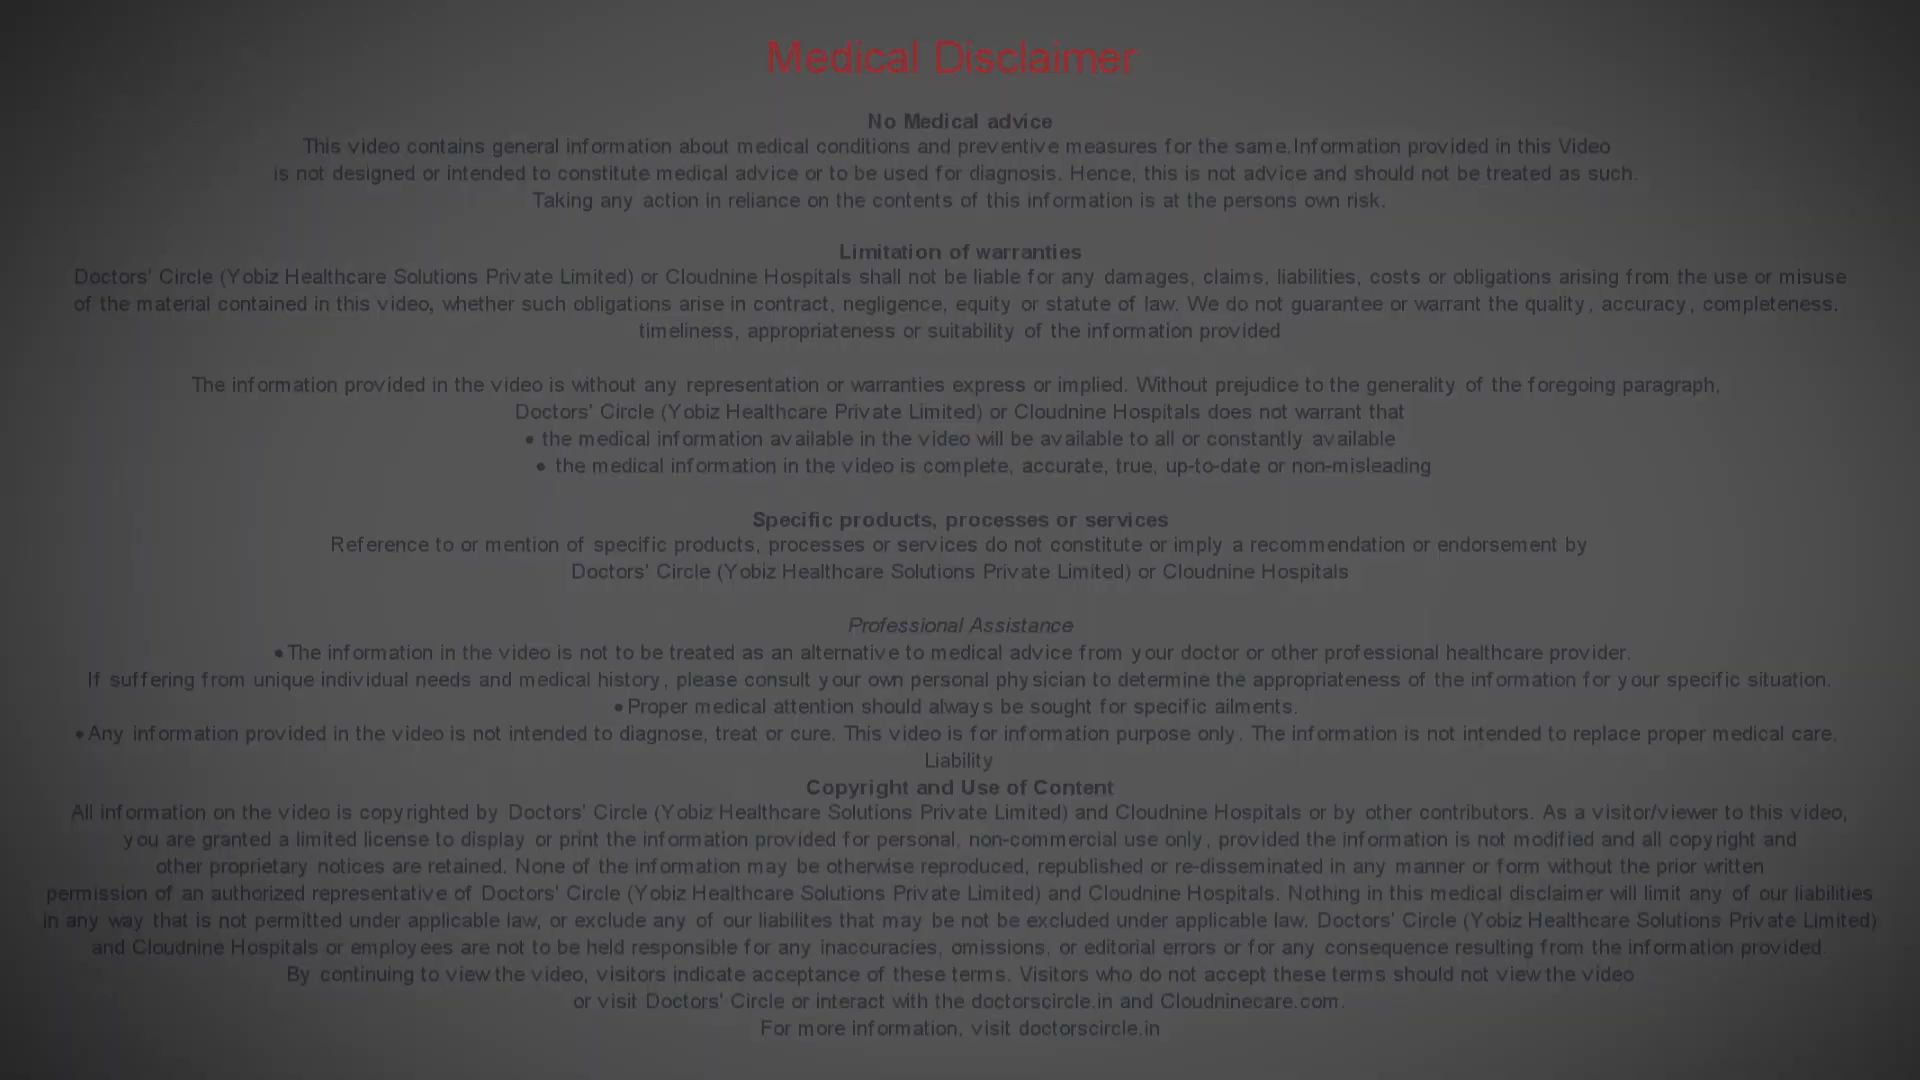 Medical Disclaimer
No Medical advice
This video contains general information about medical conditions and preventive measures for the same.Information provided in this Video
is not designed or intended to constitute medical advice or to be used for diagnosis. Hence, this is not advice and should not be treated as such.
Taking any action in reliance on the contents of this information is at the persons own risk.
Limitation of warranties
Doctors' Circle (Yobiz Healthcare Solutions Private Limited) or Cloudnine Hospitals shall not be liable for any damages, claims, liabilities, costs or obligations arising from the use or misuse
of the material contained in this video, whether such obligations arise in contract, negligence, equity or statute of law. We do not guarantee or warrant the quality, accuracy, completeness,
timeliness, appropriateness or suitability of the information provided
The information provided in the video is without any representation or warranties express or implied. Without prejudice to the generality of the foregoing paragraph,
Doctors' Circle (Yobiz Healthcare Private Limited) or Cloudnine Hospitals does not warrant that
• the medical information available in the video will be available to all or constantly available
• the medical information in the video is complete, accurate, true, up-to-date or non-misleading
Specific products, processes or services
Reference to or mention of specific products, processes or services do not constitute or imply a recommendation or endorsement by
Doctors' Circle (Yobiz Healthcare Solutions Private Limited) or Cloudnine Hospitals
Professional Assistance
•The information in the video is not to be treated as an alternative to medical advice from your doctor or other professional healthcare provider.
If suffering from unique individual needs and medical history, please consult your own personal physician to determine the appropriateness of the information for your specific situation.
•Proper medical attention should always be sought for specific ailments.
•Any information provided in the video is not intended to diagnose, treat or cure. This video is for information purpose only. The information is not intended to replace proper medical care.
Liability
Copyright and Use of Content
All information on the video is copyrighted by Doctors' Circle (Yobiz Healthcare Solutions Private Limited) and Cloudnine Hospitals or by other contributors. As a visitor/viewer to this video,
you are granted a limited license to display or print the information provided for personal, non-commercial use only, provided the information is not modified and all copyright and
other proprietary notices are retained. None of the information may be otherwise reproduced, republished or re-disseminated in any manner or form without the prior written
permission of an authorized representative of Doctors' Circle (Yobiz Healthcare Solutions Private Limited) and Cloudnine Hospitals. Nothing in this medical disclaimer will limit any of our liabilities
in any way that is not permitted under applicable law, or exclude any of our liabilites that may be not be excluded under applicable law. Doctors' Circle (Yobiz Healthcare Solutions Private Limited)
and Cloudnine Hospitals or employees are not to be held responsible for any inaccuracies, omissions, or editorial errors or for any consequence resulting from the information provided.
By continuing to view the video, visitors indicate acceptance of these terms. Visitors who do not accept these terms should not view the video
or visit Doctors' Circle or interact with the doctorscircle.in and Cloudninecare.com.
For more information, visit doctorscircle.in